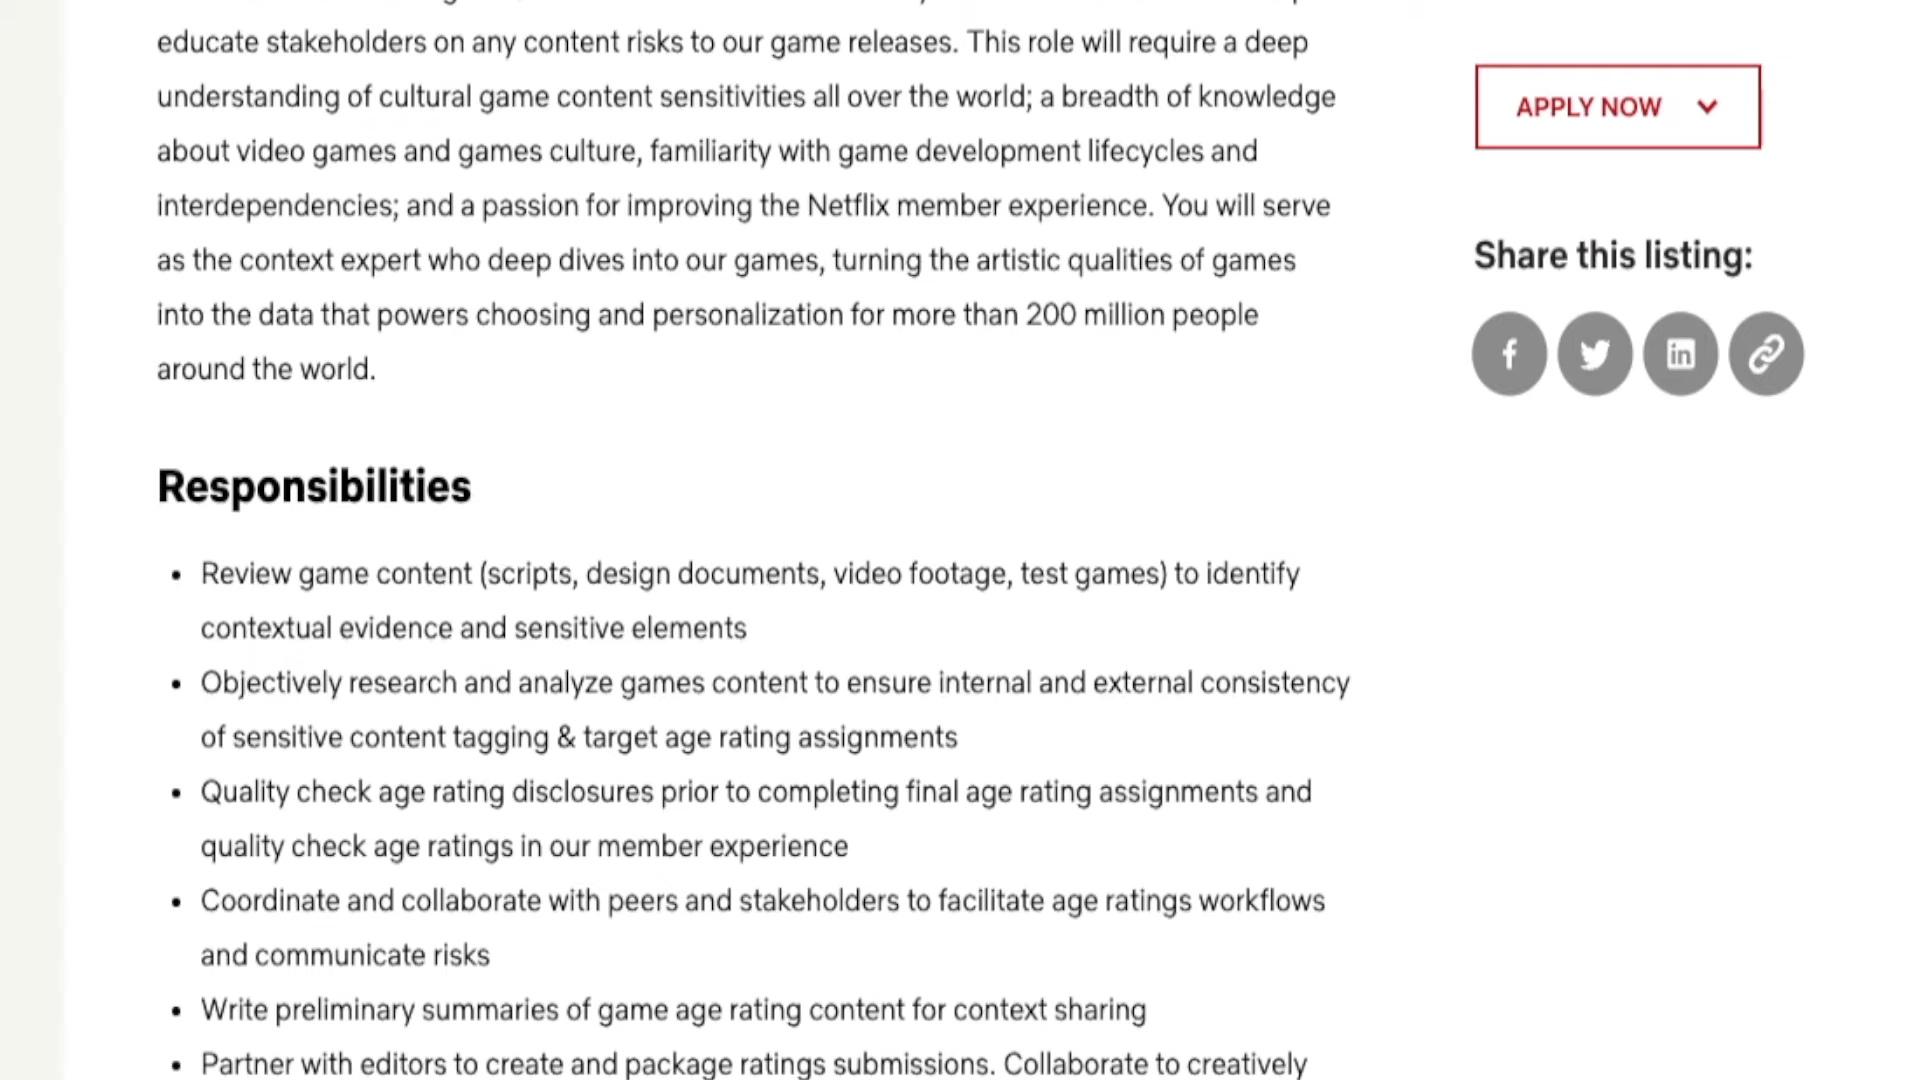 educate stakeholders on any content risks to our game releases. This role will require a deep
understanding of cultural game content sensitivities all over the world; a breadth of knowledge
about video games and games culture, familiarity with game development lifecycles and
interdependencies; and a passion for improving the Netflix member experience. You will serve
as the context expert who deep dives into our games, turning the artistic qualities of games
into the data that powers choosing and personalization for more than 200 million people
around the world.
APPLY NOW
Share this listing:
f
in
Responsibilities
• Review game content (scripts, design documents, video footage, test games) to identify
contextual evidence and sensitive elements
• Objectively research and analyze games content to ensure internal and external consistency
of sensitive content tagging & target age rating assignments
• Quality check age rating disclosures prior to completing final age rating assignments and
quality check age ratings in our member experience
• Coordinate and collaborate with peers and stakeholders to facilitate age ratings workflows
and communicate risks
• Write preliminary summaries of game age rating content for context sharing
• Partner with editors to create and package ratings submissions. Collaborate to creatively